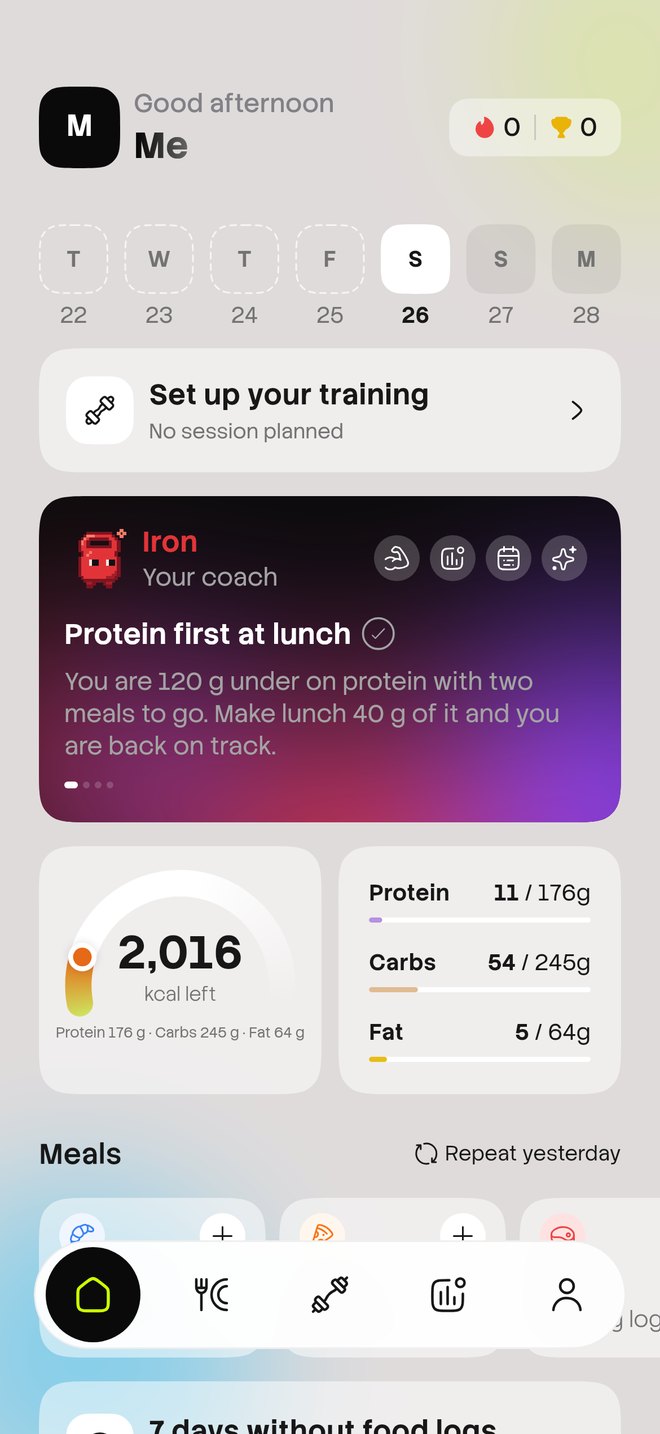 M
Good afternoon
Me
0 0
T W T F S S M
22 23 24 25 26 27 28
Set up your training
No session planned
Iron
Your coach
Protein first at lunch
You are 120 g under on protein with two
meals to go. Make lunch 40 g of it and you
are back on track.
2,016
kcal left
Protein 176 g · Carbs 245 g · Fat 64 g
Protein 11 / 176g
Carbs 54 / 245g
Fat 5 / 64g
Meals
Repeat yesterday
7 days without food logs